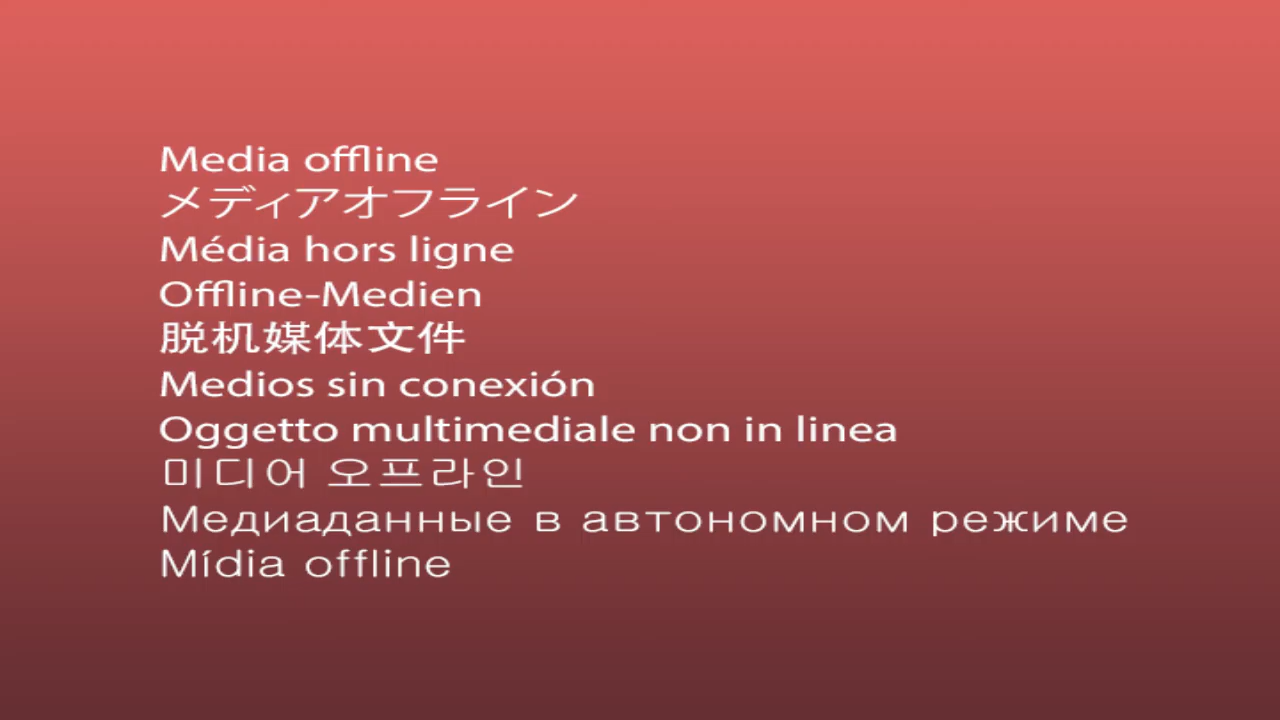 Media offline
メディアオフライン
Média hors ligne
Offline-Medien
脱机媒体文件
Medios sin conexión
Oggetto multimediale non in linea
미디어 오프라인
Медиаданные в автономном режиме
Mídia offline